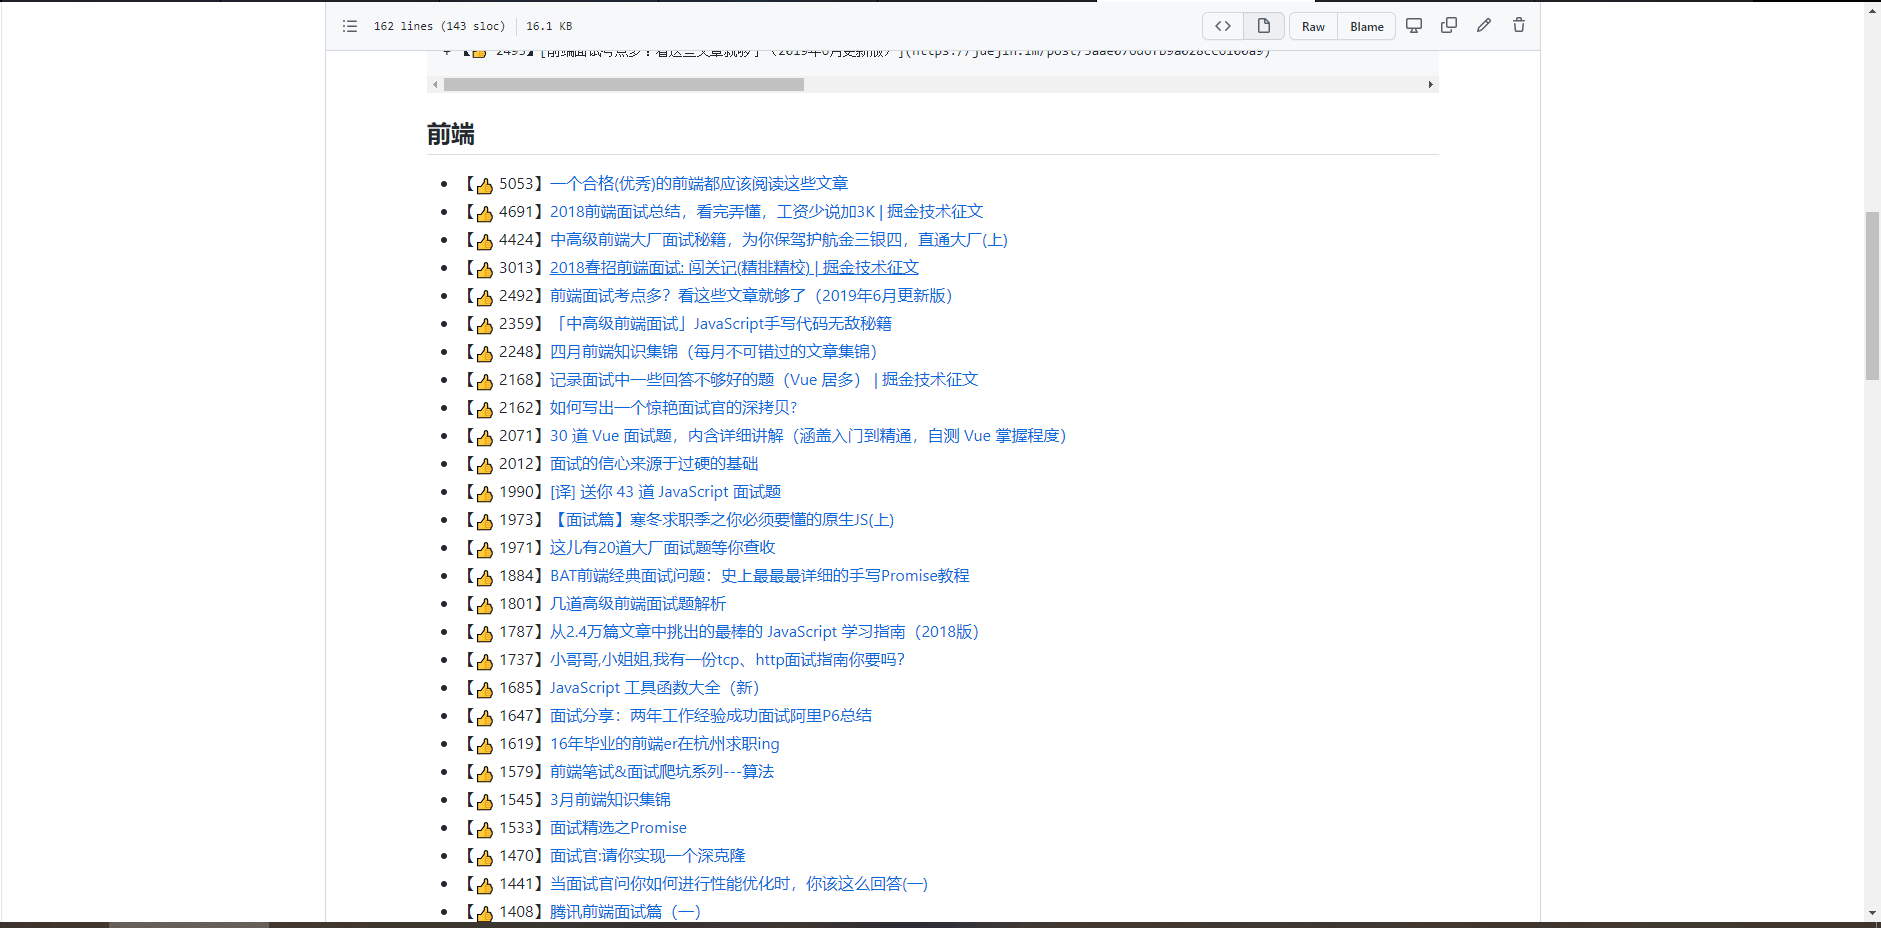 162 lines (143 sloc) 16.1 KB
Raw Blame
前端
【👍 5053】一个合格(优秀)的前端都应该阅读这些文章
【👍 4691】2018前端面试总结，看完弄懂，工资少说加3K | 掘金技术征文
【👍 4424】中高级前端大厂面试秘籍，为你保驾护航金三银四，直通大厂(上)
【👍 3013】2018春招前端面试: 闯关记(精排精校) | 掘金技术征文
【👍 2492】前端面试考点多？看这些文章就够了（2019年6月更新版）
【👍 2359】「中高级前端面试」JavaScript手写代码无敌秘籍
【👍 2248】四月前端知识集锦（每月不可错过的文章集锦）
【👍 2168】记录面试中一些回答不够好的题（Vue 居多） | 掘金技术征文
【👍 2162】如何写出一个惊艳面试官的深拷贝?
【👍 2071】30 道 Vue 面试题，内含详细讲解（涵盖入门到精通，自测 Vue 掌握程度）
【👍 2012】面试的信心来源于过硬的基础
【👍 1990】[译] 送你 43 道 JavaScript 面试题
【👍 1973】【面试篇】寒冬求职季之你必须要懂的原生JS(上)
【👍 1971】这儿有20道大厂面试题等你查收
【👍 1884】BAT前端经典面试问题：史上最最最详细的手写Promise教程
【👍 1801】几道高级前端面试题解析
【👍 1787】从2.4万篇文章中挑出的最棒的 JavaScript 学习指南（2018版）
【👍 1737】小哥哥,小姐姐,我有一份tcp、http面试指南你要吗?
【👍 1685】JavaScript 工具函数大全（新）
【👍 1647】面试分享：两年工作经验成功面试阿里P6总结
【👍 1619】16年毕业的前端er在杭州求职ing
【👍 1579】前端笔试&面试爬坑系列---算法
【👍 1545】3月前端知识集锦
【👍 1533】面试精选之Promise
【👍 1470】面试官:请你实现一个深克隆
【👍 1441】当面试官问你如何进行性能优化时，你该这么回答(一)
【👍 1408】腾讯前端面试篇（一）